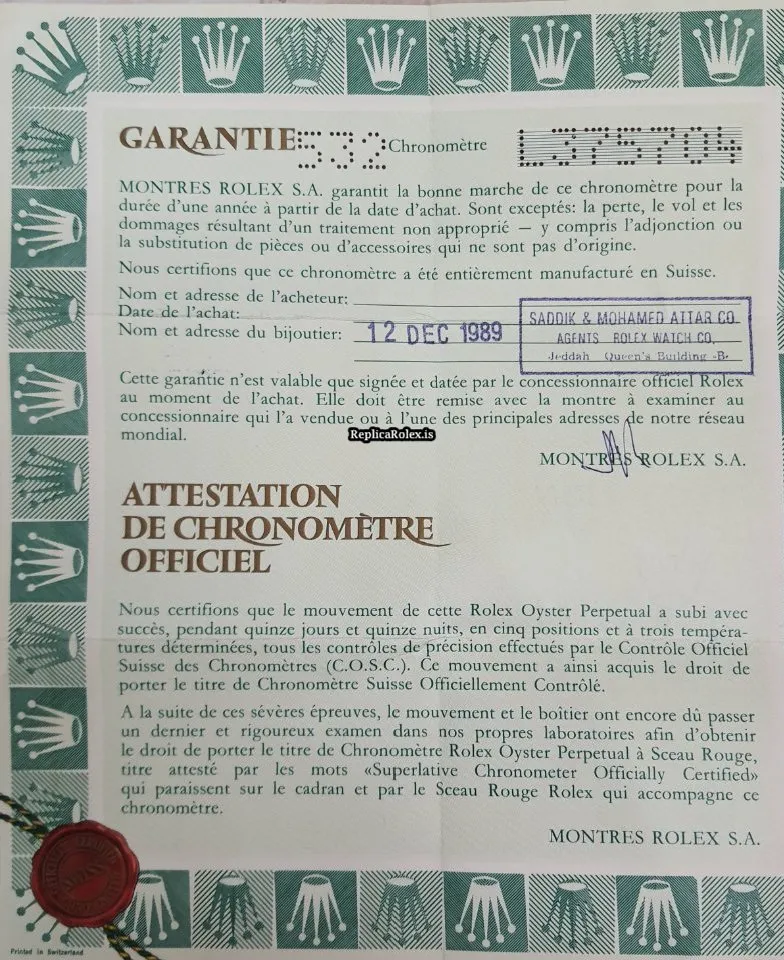 GARANTIE 532 Chronomètre L375704
MONTRES ROLEX S.A. garantit la bonne marche de ce chronomètre pour la
durée d'une année à partir de la date d'achat. Sont exceptés: la perte, le vol et les
dommages résultant d'un traitement non approprié – y compris l'adjonction ou
la substitution de pièces ou d'accessoires qui ne sont pas d'origine.
Nous certifions que ce chronomètre a été entièrement manufacturé en Suisse.
Nom et adresse de l'acheteur:
Date de l'achat:
Nom et adresse du bijoutier:
12 DEC 1989
SADDIK & MOHAMED ATTAR CO.
AGENTS ROLEX WATCH CO.
Jeddah Queen's Building -B-
Cette garantie n'est valable que signée et datée par le concessionnaire officiel Rolex
au moment de l'achat. Elle doit être remise avec la montre à examiner au
concessionnaire qui l'a vendue ou à l'une des principales adresses de notre réseau
mondial.
ReplicaRolex.is
MONTRES ROLEX S.A.
ATTESTATION
DE CHRONOMÈTRE
OFFICIEL
Nous certifions que le mouvement de cette Rolex Oyster Perpetual a subi avec
succès, pendant quinze jours et quinze nuits, en cinq positions et à trois tempéra-
tures déterminées, tous les contrôles de précision effectués par le Contrôle Officiel
Suisse des Chronomètres (C.O.S.C.). Ce mouvement a ainsi acquis le droit de
porter le titre de Chronomètre Suisse Officiellement Contrôlé.
A la suite de ces sévères épreuves, le mouvement et le boîtier ont encore dû passer
un dernier et rigoureux examen dans nos propres laboratoires afin d'obtenir
le droit de porter le titre de Chronomètre Rolex Oyster Perpetual à Sceau Rouge,
titre attesté par les mots «Superlative Chronometer Officially Certified»
qui paraissent sur le cadran et par le Sceau Rouge Rolex qui accompagne ce
chronomètre.
MONTRES ROLEX S.A.
Printed in Switzerland